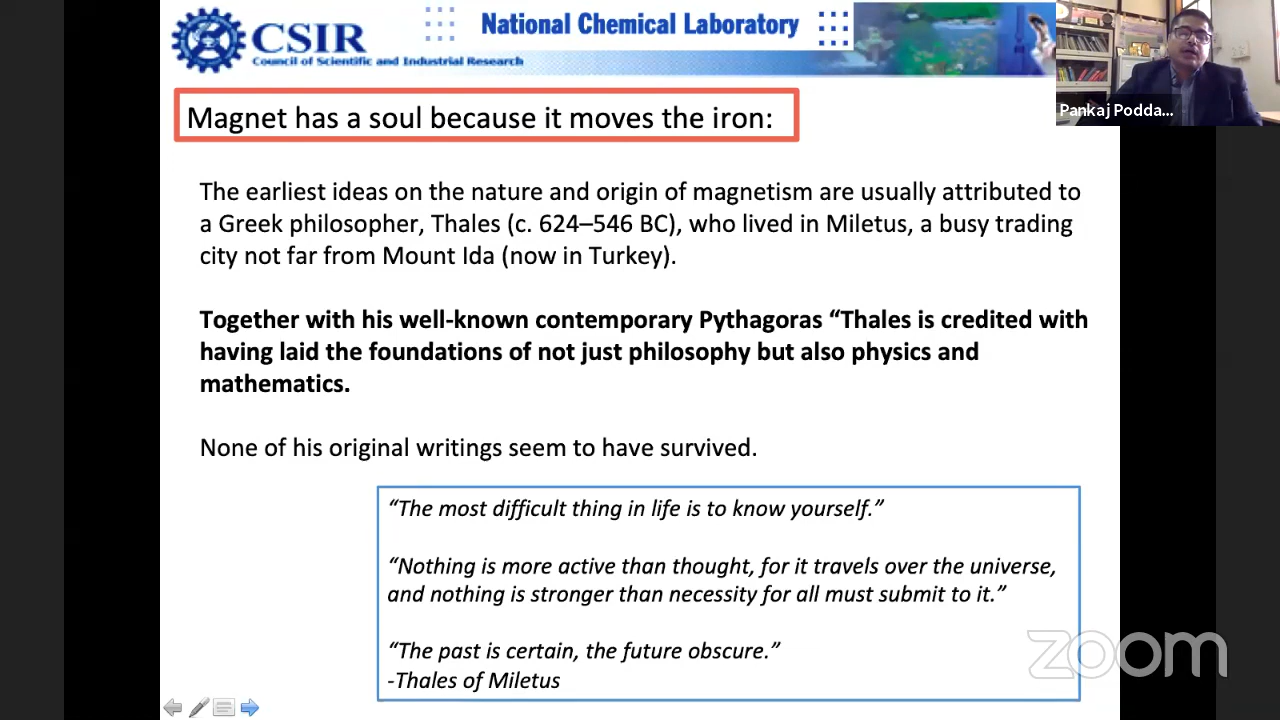 CSIR
Council of Scientific and Industrial Research
National Chemical Laboratory
Pankaj Podda...
Magnet has a soul because it moves the iron:
The earliest ideas on the nature and origin of magnetism are usually attributed to
a Greek philosopher, Thales (c. 624–546 BC), who lived in Miletus, a busy trading
city not far from Mount Ida (now in Turkey).
Together with his well-known contemporary Pythagoras “Thales is credited with
having laid the foundations of not just philosophy but also physics and
mathematics.
None of his original writings seem to have survived.
“The most difficult thing in life is to know yourself.”
“Nothing is more active than thought, for it travels over the universe,
and nothing is stronger than necessity for all must submit to it.”
“The past is certain, the future obscure.”
-Thales of Miletus
zoom